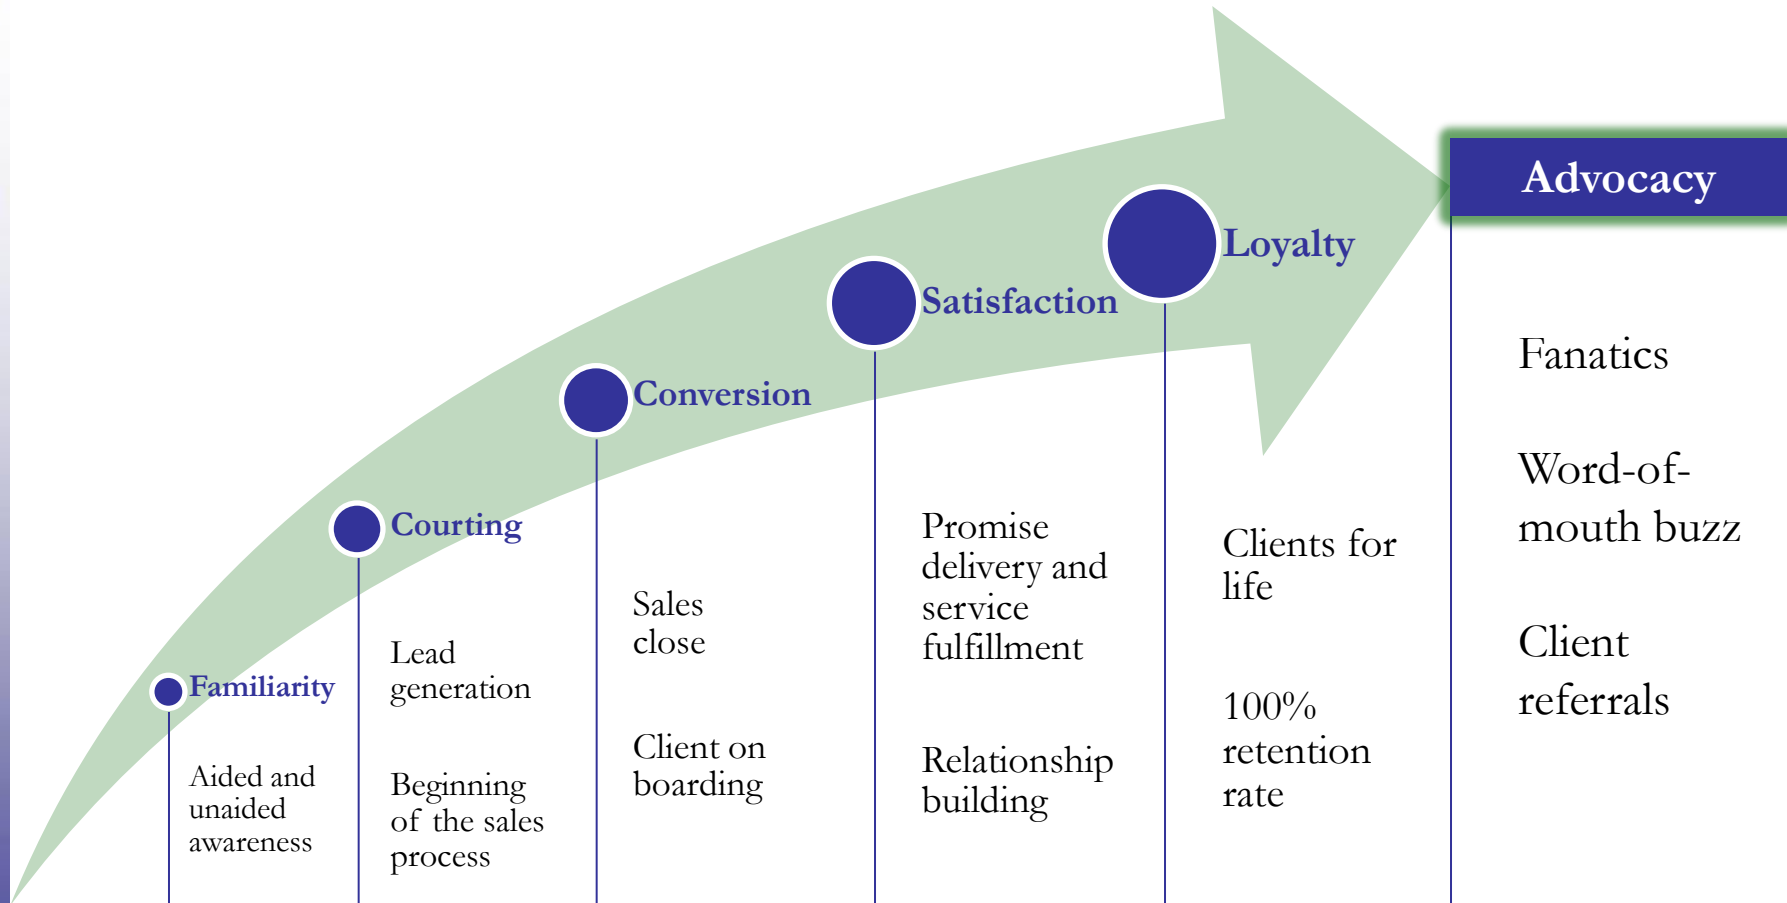 Familiarity
Aided and
unaided
awareness
Courting
Lead
generation
Beginning
of the sales
process
Conversion
Sales
close
Client on
boarding
Satisfaction
Promise
delivery and
service
fulfillment
Relationship
building
Loyalty
Clients for
life
100%
retention
rate
Advocacy
Fanatics
Word-of-
mouth buzz
Client
referrals